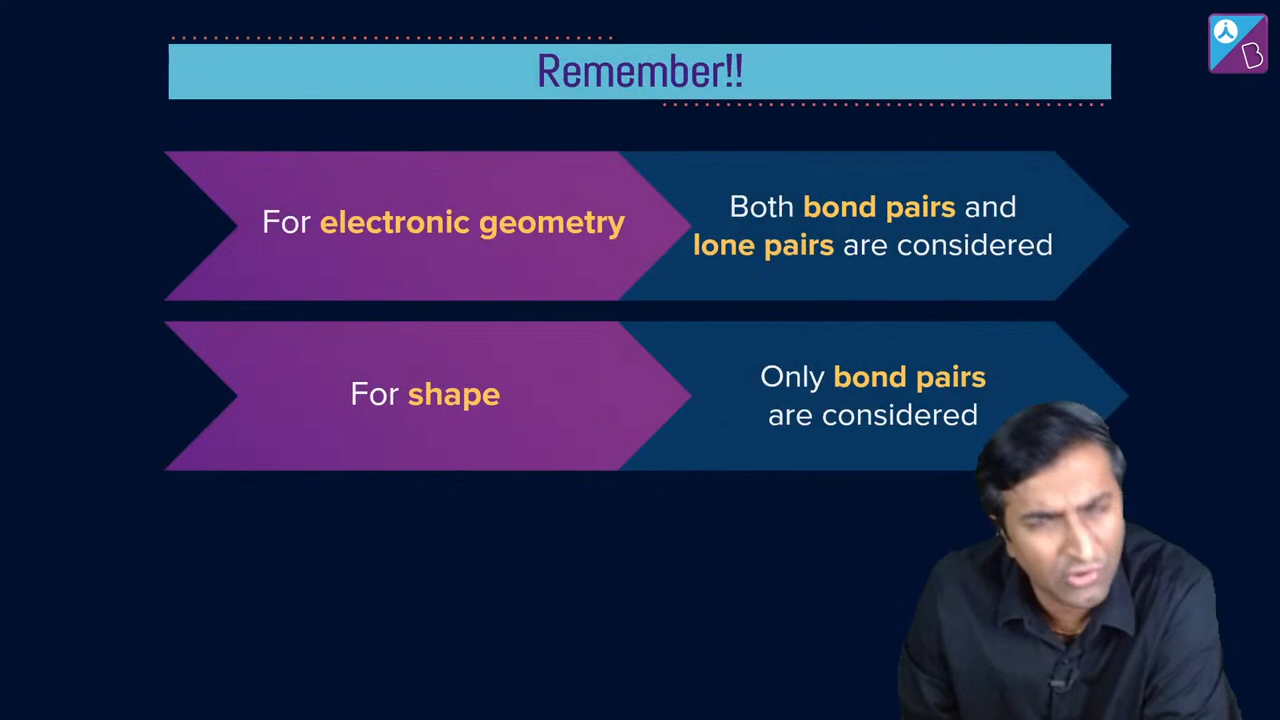 Remember!!
For electronic geometry
Both bond pairs and
lone pairs are considered
For shape
Only bond pairs
are considered
B